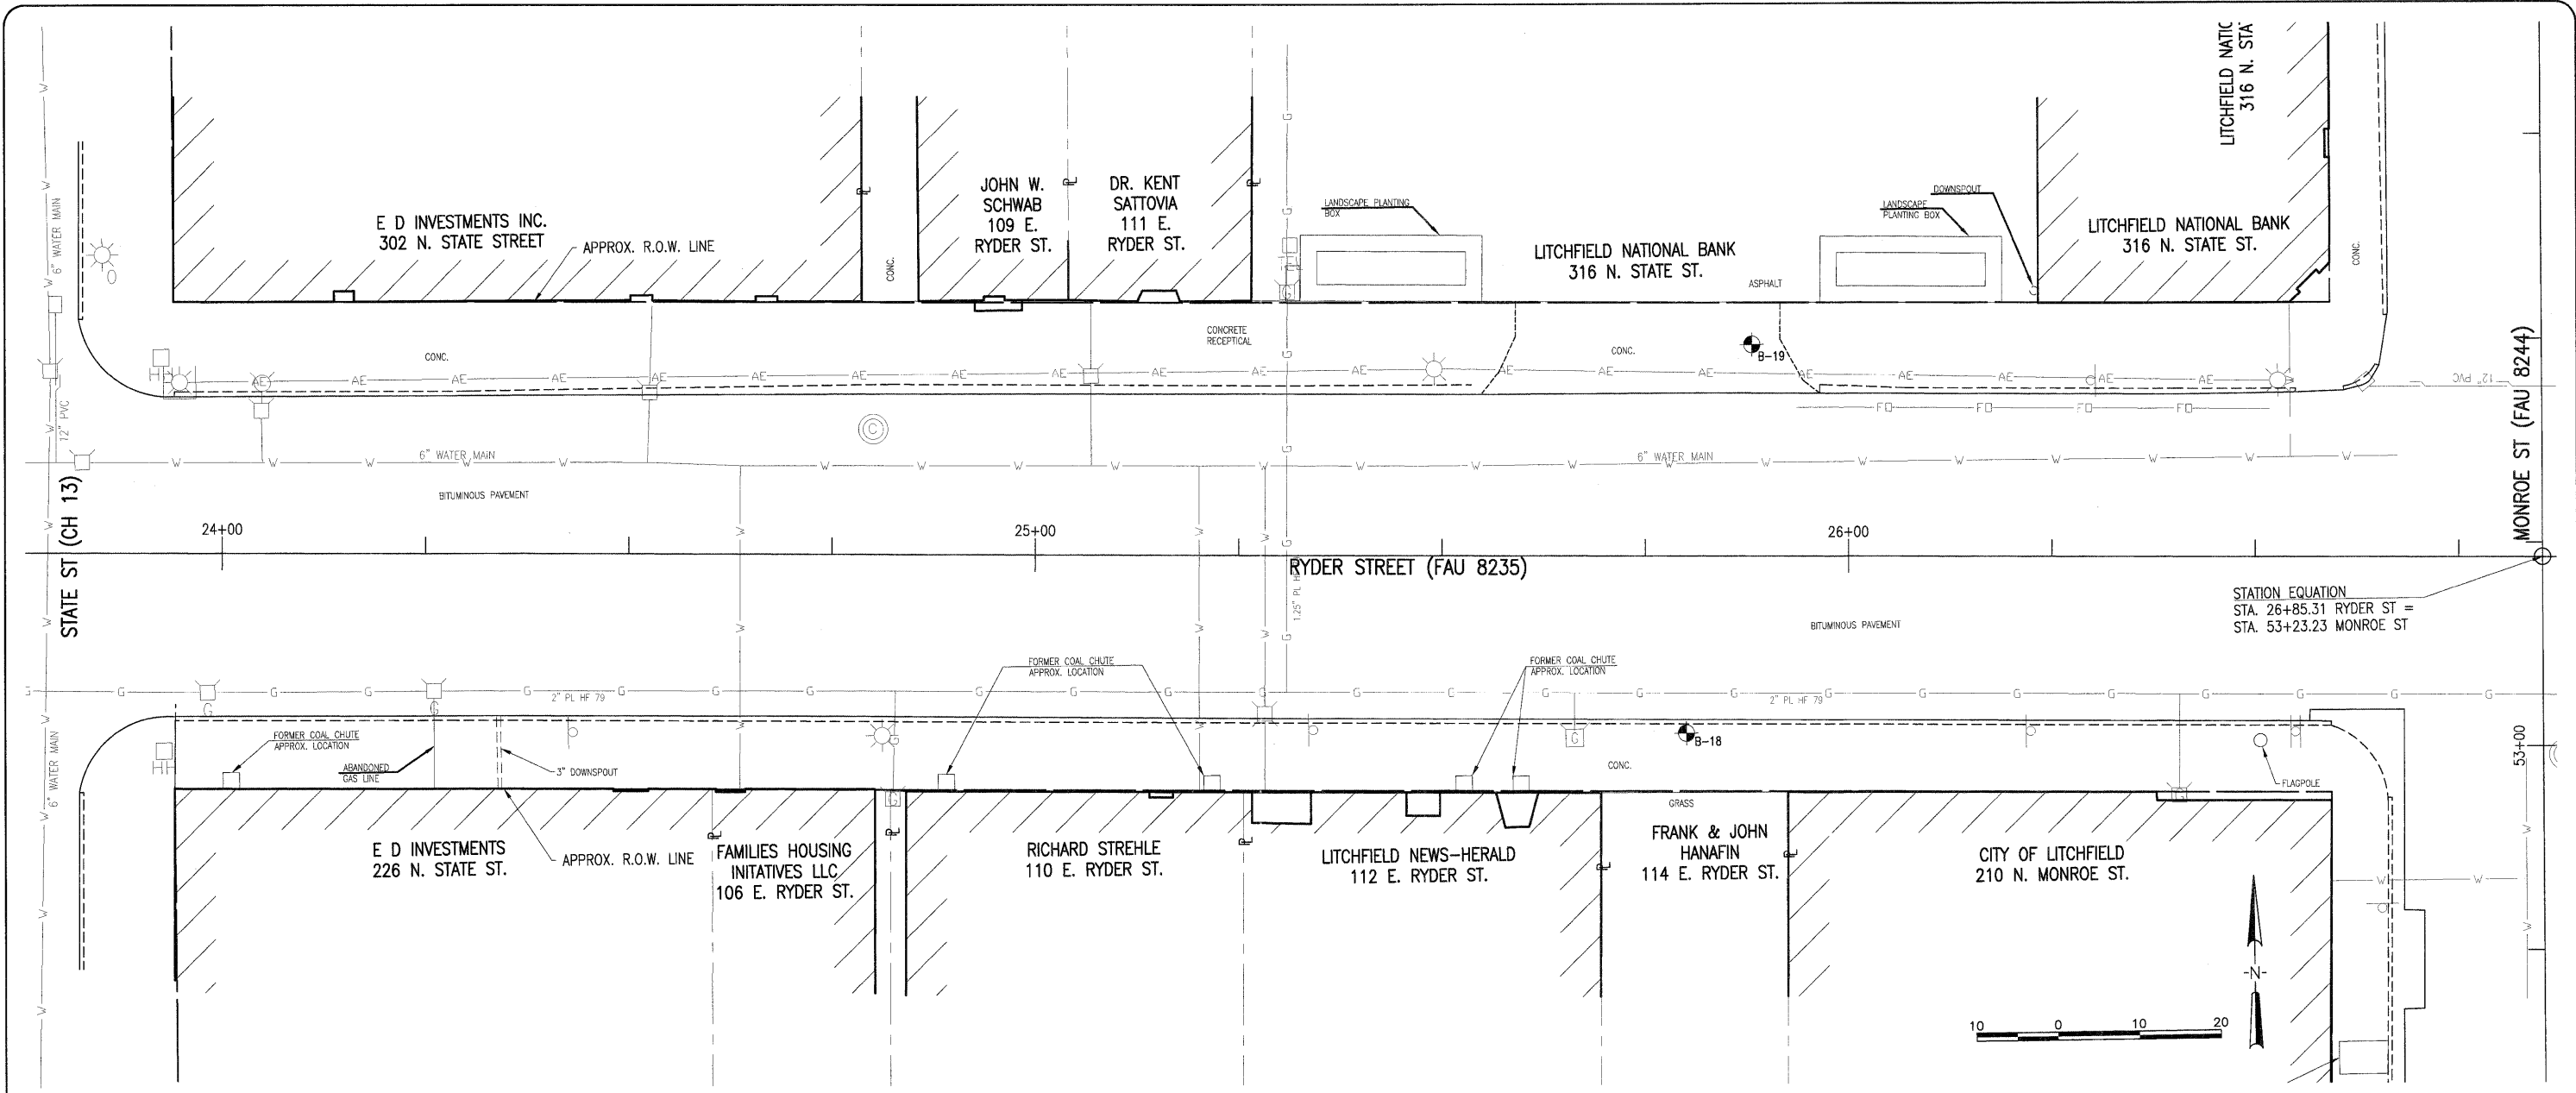 LITCHFIELD NATIO
316 N. STA
6" WATER MAIN
E D INVESTMENTS INC.
302 N. STATE STREET
APPROX. R.O.W. LINE
CONC.
JOHN W.
SCHWAB
109 E.
RYDER ST.
DR. KENT
SATTOVIA
111 E.
RYDER ST.
LANDSCAPE PLANTING
BOX
LITCHFIELD NATIONAL BANK
316 N. STATE ST.
ASPHALT
LANDSCAPE
PLANTING BOX
DOWNSPOUT
LITCHFIELD NATIONAL BANK
316 N. STATE ST.
CONC.
CONC.
CONCRETE
RECEPTICAL
CONC.
B-19
HH
12" PVC
12" PVC
6" WATER MAIN
6" WATER MAIN
BITUMINOUS PAVEMENT
STATE ST (CH 13)
MONROE ST (FAU 8244)
24+00
25+00
26+00
RYDER STREET (FAU 8235)
STATION EQUATION
STA. 26+85.31 RYDER ST =
STA. 53+23.23 MONROE ST
BITUMINOUS PAVEMENT
FORMER COAL CHUTE
APPROX. LOCATION
FORMER COAL CHUTE
APPROX. LOCATION
2" PL HF 79
2" PL HF 79
FORMER COAL CHUTE
APPROX. LOCATION
ABANDONED
GAS LINE
3" DOWNSPOUT
HH
6" WATER MAIN
B-18
CONC.
GRASS
FLAGPOLE
53+00
E D INVESTMENTS
226 N. STATE ST.
APPROX. R.O.W. LINE
FAMILIES HOUSING
INITATIVES LLC
106 E. RYDER ST.
RICHARD STREHLE
110 E. RYDER ST.
LITCHFIELD NEWS-HERALD
112 E. RYDER ST.
FRANK & JOHN
HANAFIN
114 E. RYDER ST.
CITY OF LITCHFIELD
210 N. MONROE ST.
-N-
10 0 10 20